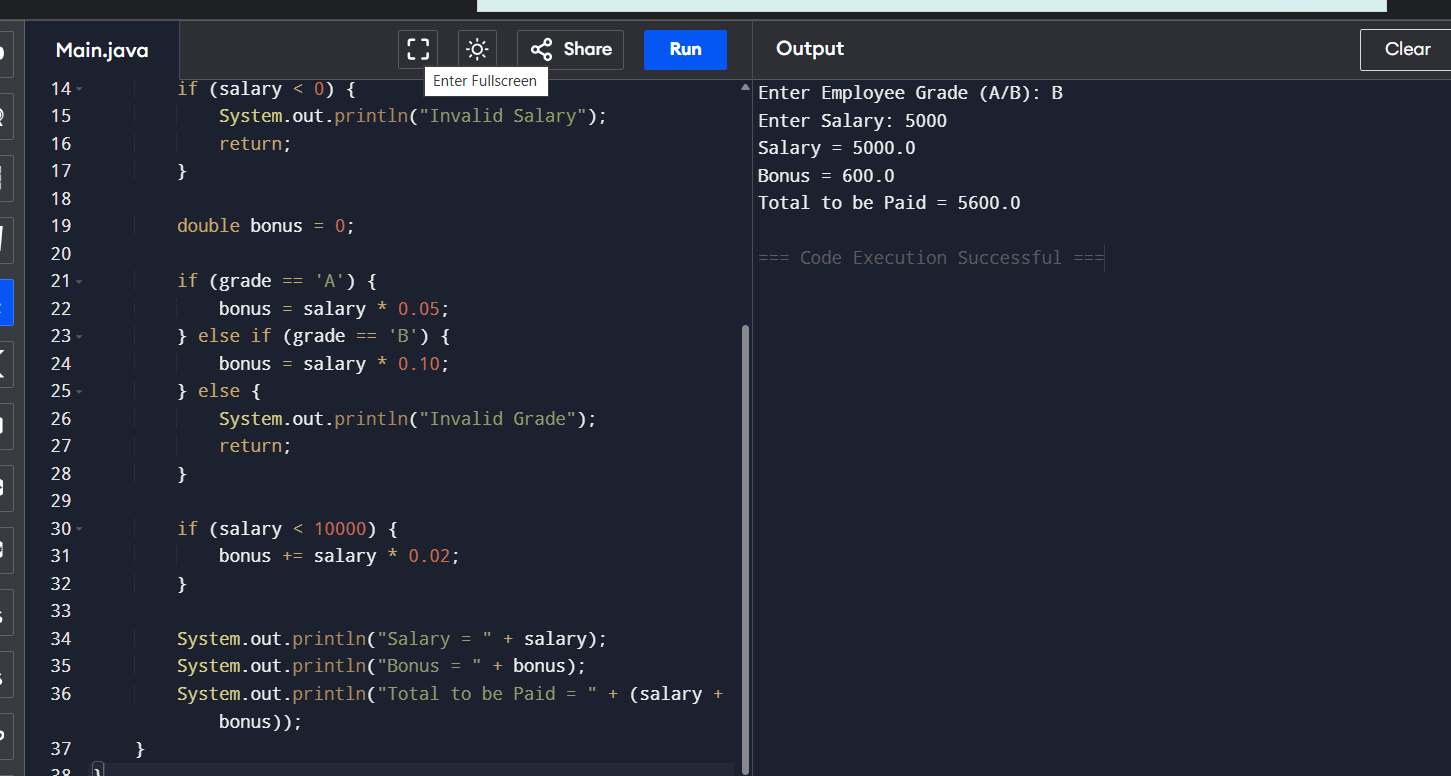 Main.java
Share
Run
Output
Clear
Enter Fullscreen
14 if (salary < 0) {
15 System.out.println("Invalid Salary");
16 return;
17 }
18
19 double bonus = 0;
20
21 if (grade == 'A') {
22 bonus = salary * 0.05;
23 } else if (grade == 'B') {
24 bonus = salary * 0.10;
25 } else {
26 System.out.println("Invalid Grade");
27 return;
28 }
29
30 if (salary < 10000) {
31 bonus += salary * 0.02;
32 }
33
34 System.out.println("Salary = " + salary);
35 System.out.println("Bonus = " + bonus);
36 System.out.println("Total to be Paid = " + (salary +
bonus));
37 }
38 }
Enter Employee Grade (A/B): B
Enter Salary: 5000
Salary = 5000.0
Bonus = 600.0
Total to be Paid = 5600.0
=== Code Execution Successful ===